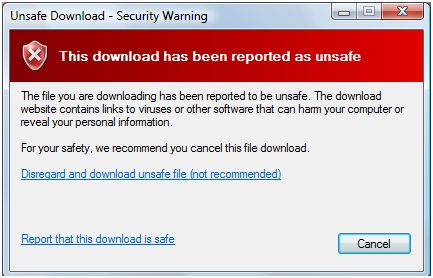 Unsafe Download - Security Warning
This download has been reported as unsafe
The file you are downloading has been reported to be unsafe. The download
website contains links to viruses or other software that can harm your computer or
reveal your personal information.
For your safety, we recommend you cancel this file download.
Disregard and download unsafe file (not recommended)
Report that this download is safe
Cancel